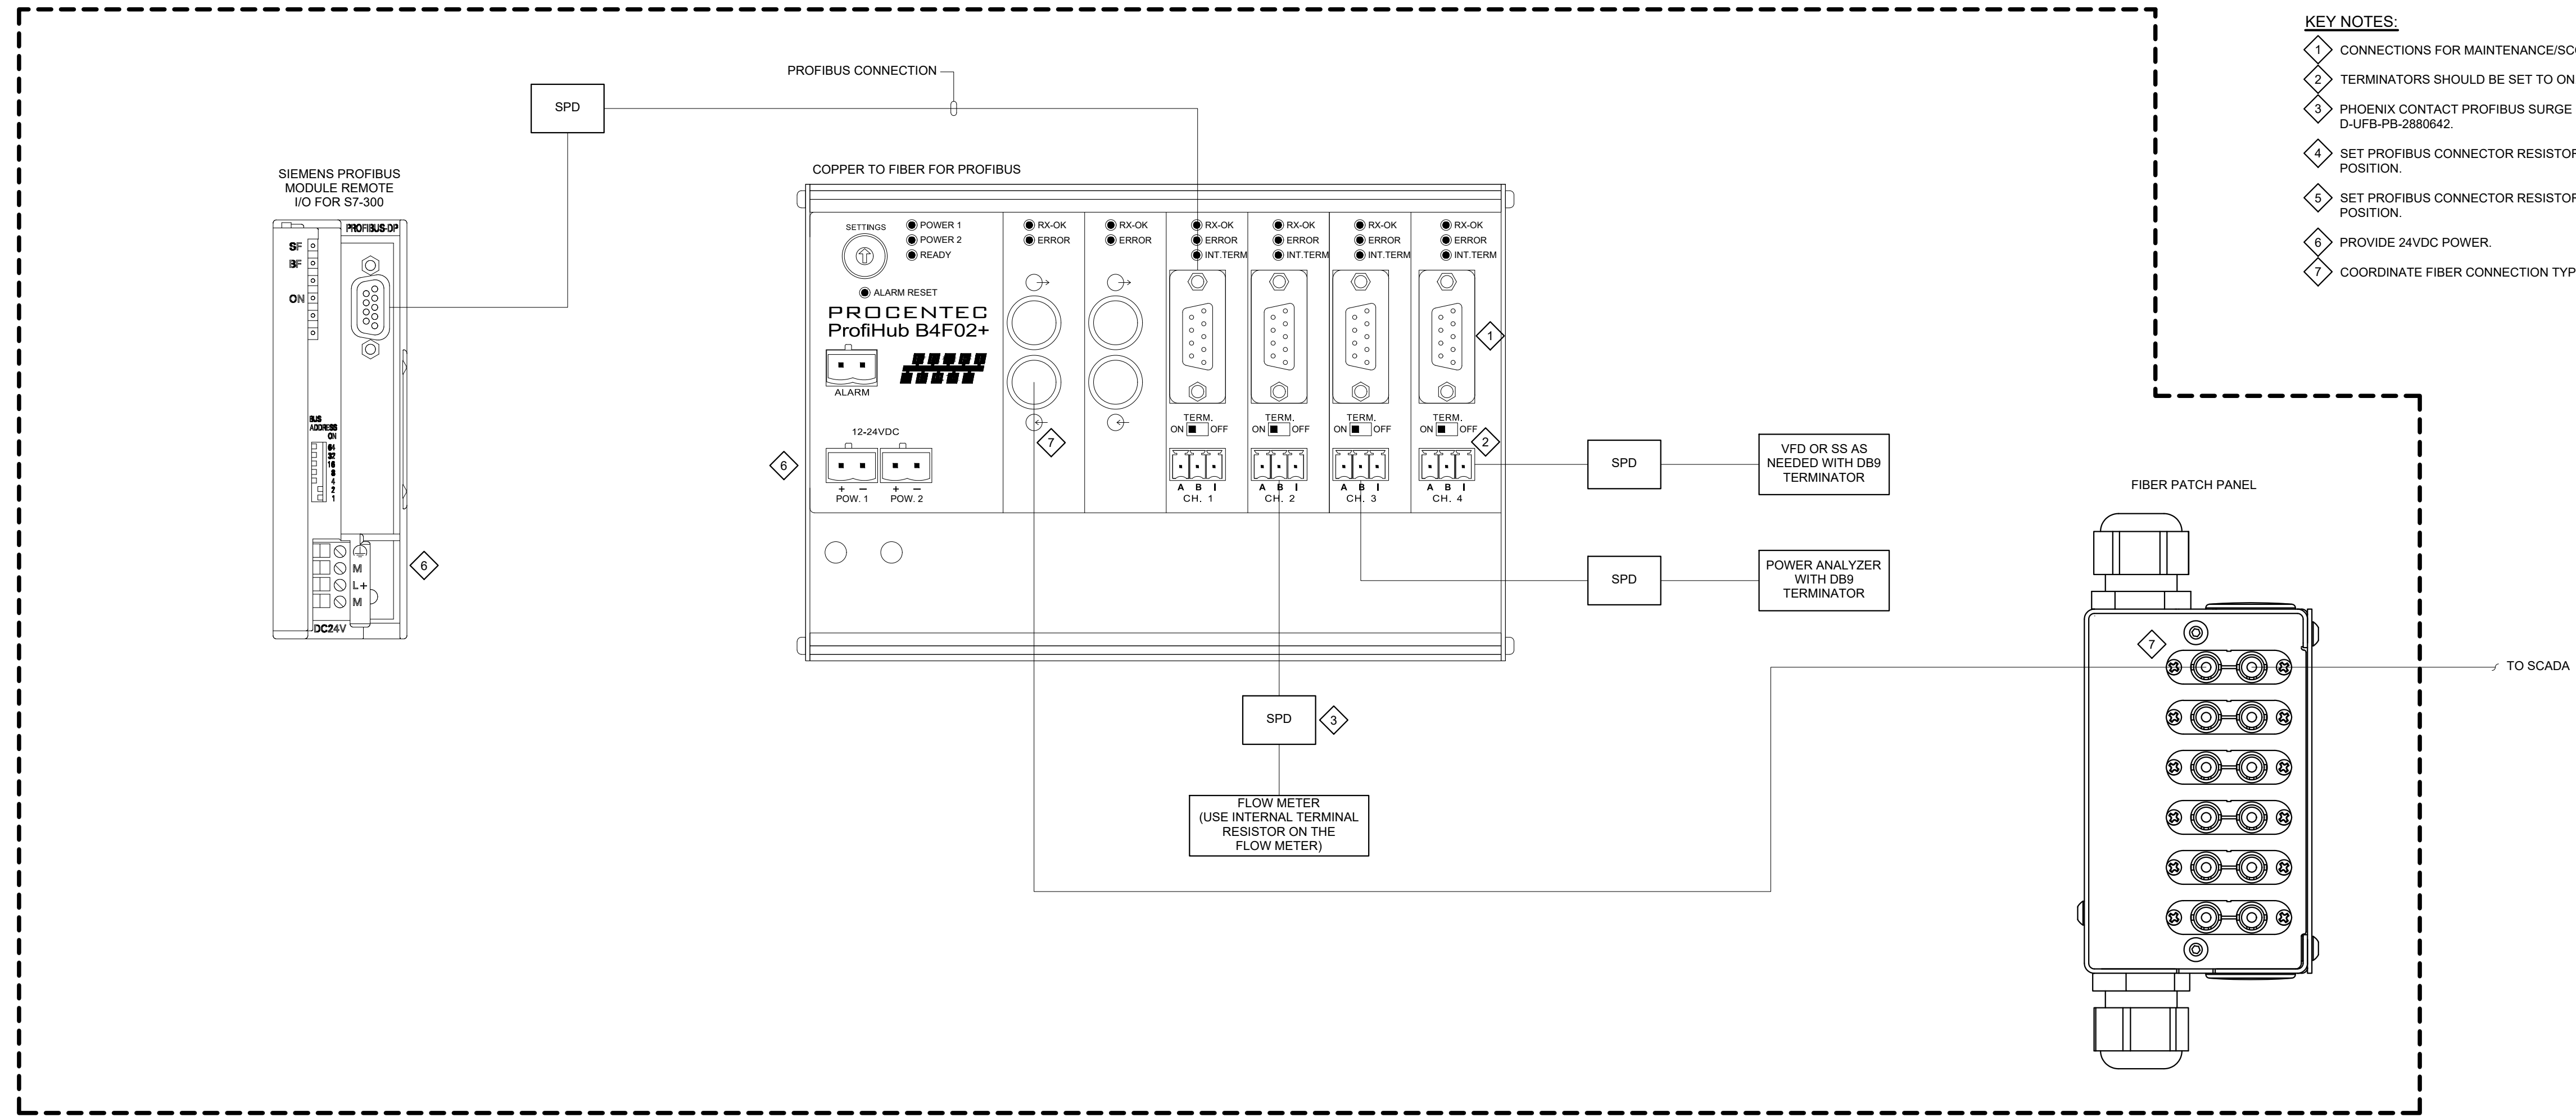 KEY NOTES:
1 CONNECTIONS FOR MAINTENANCE/
2 TERMINATORS SHOULD BE SET TO ON
3 PHOENIX CONTACT PROFIBUS SURGE
D-UFB-PB-2880642.
4 SET PROFIBUS CONNECTOR
POSITION.
5 SET PROFIBUS CONNECTOR
POSITION.
6 PROVIDE 24VDC POWER.
7 COORDINATE FIBER CONNECTION
PROFIBUS CONNECTION
SPD
SIEMENS PROFIBUS
MODULE REMOTE
I/O FOR S7-300
PROFIBUS-DP
SF
BF
ON
BUS
ADDRESS
ON
64
32
16
8
4
2
1
M
L+
M
DC24V
6
COPPER TO FIBER FOR PROFIBUS
SETTINGS
POWER 1
POWER 2
READY
ALARM RESET
PROCENTEC
ProfiHub B4F02+
ALARM
12-24VDC
+ − + −
POW. 1 POW. 2
6
RX-OK
ERROR
7
RX-OK
ERROR
RX-OK
ERROR
INT.TERM
TERM.
ON OFF
A B I
CH. 1
RX-OK
ERROR
INT.TERM
TERM.
ON OFF
A B I
CH. 2
RX-OK
ERROR
INT.TERM
TERM.
ON OFF
A B I
CH. 3
RX-OK
ERROR
INT.TERM
1
TERM.
ON OFF
2
A B I
CH. 4
SPD
VFD OR SS AS
NEEDED WITH DB9
TERMINATOR
SPD
POWER ANALYZER
WITH DB9
TERMINATOR
SPD
3
FLOW METER
(USE INTERNAL TERMINAL
RESISTOR ON THE
FLOW METER)
FIBER PATCH PANEL
7
TO SCADA